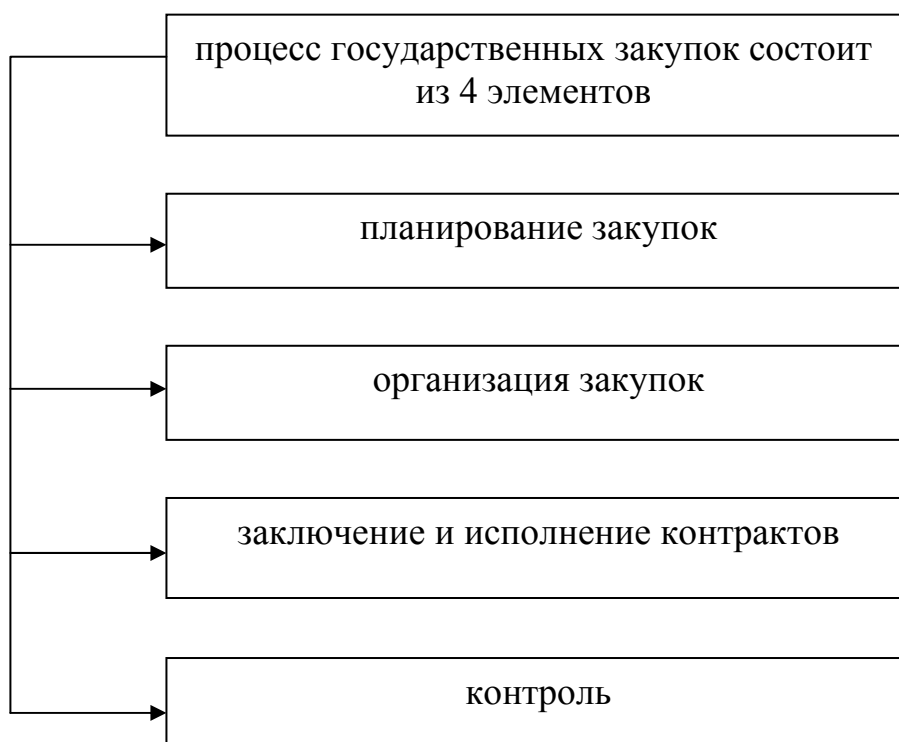 процесс государственных закупок состоит
из 4 элементов
планирование закупок
организация закупок
заключение и исполнение контрактов
контроль